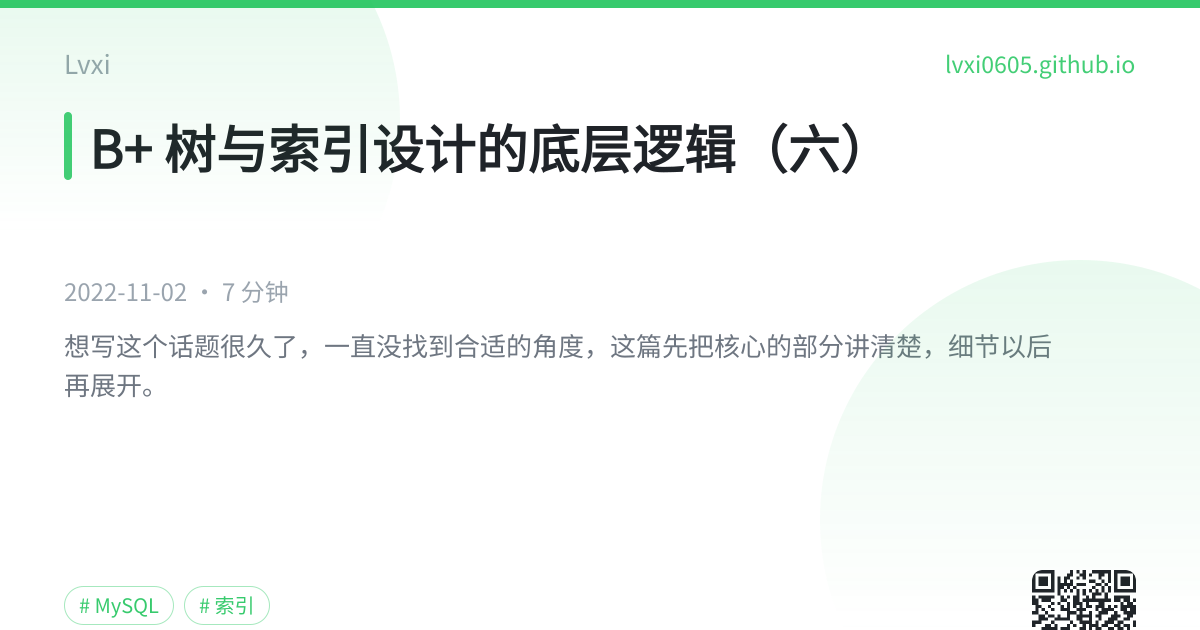 Lvxi
lvxi0605.github.io
B+ 树与索引设计的底层逻辑（六）
2022-11-02 · 7 分钟
想写这个话题很久了，一直没找到合适的角度，这篇先把核心的部分讲清楚，细节以后
再展开。
# MySQL
# 索引